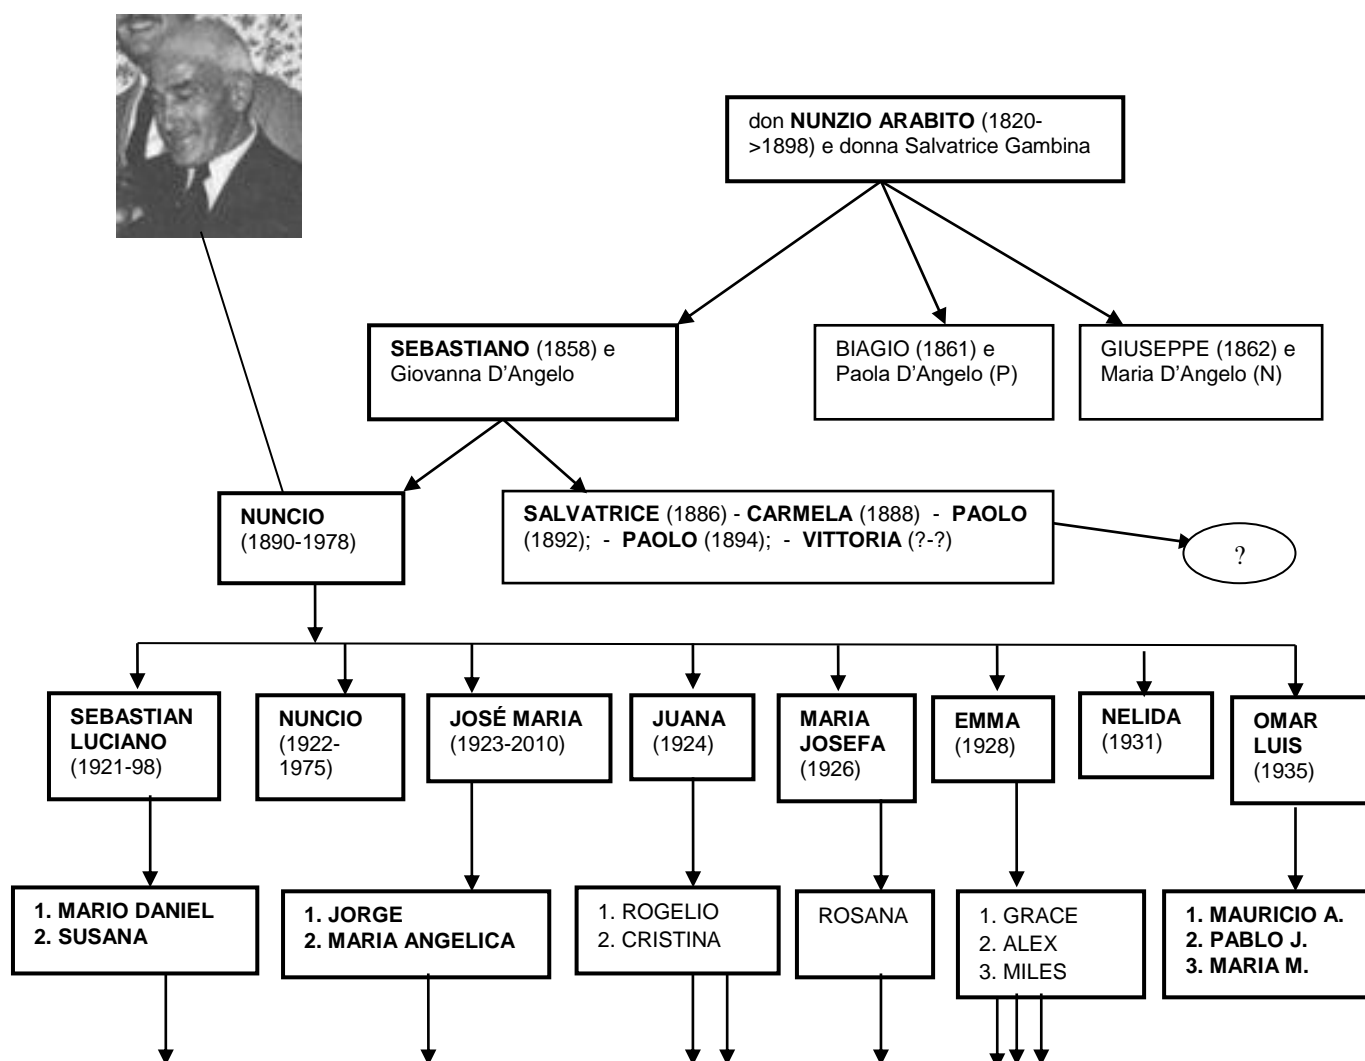 don NUNZIO ARABITO (1820-
>1898) e donna Salvatrice Gambina
SEBASTIANO (1858) e
Giovanna D'Angelo
BIAGIO (1861) e
Paola D'Angelo (P)
GIUSEPPE (1862) e
Maria D'Angelo (N)
NUNCIO
(1890-1978)
SALVATRICE (1886) - CARMELA (1888) - PAOLO
(1892); - PAOLO (1894); - VITTORIA (?-?)
?
SEBASTIAN
LUCIANO
(1921-98)
NUNCIO
(1922-
1975)
JOSÉ MARIA
(1923-2010)
JUANA
(1924)
MARIA
JOSEFA
(1926)
EMMA
(1928)
NELIDA
(1931)
OMAR
LUIS
(1935)
1. MARIO DANIEL
2. SUSANA
1. JORGE
2. MARIA ANGELICA
1. ROGELIO
2. CRISTINA
ROSANA
1. GRACE
2. ALEX
3. MILES
1. MAURICIO A.
2. PABLO J.
3. MARIA M.